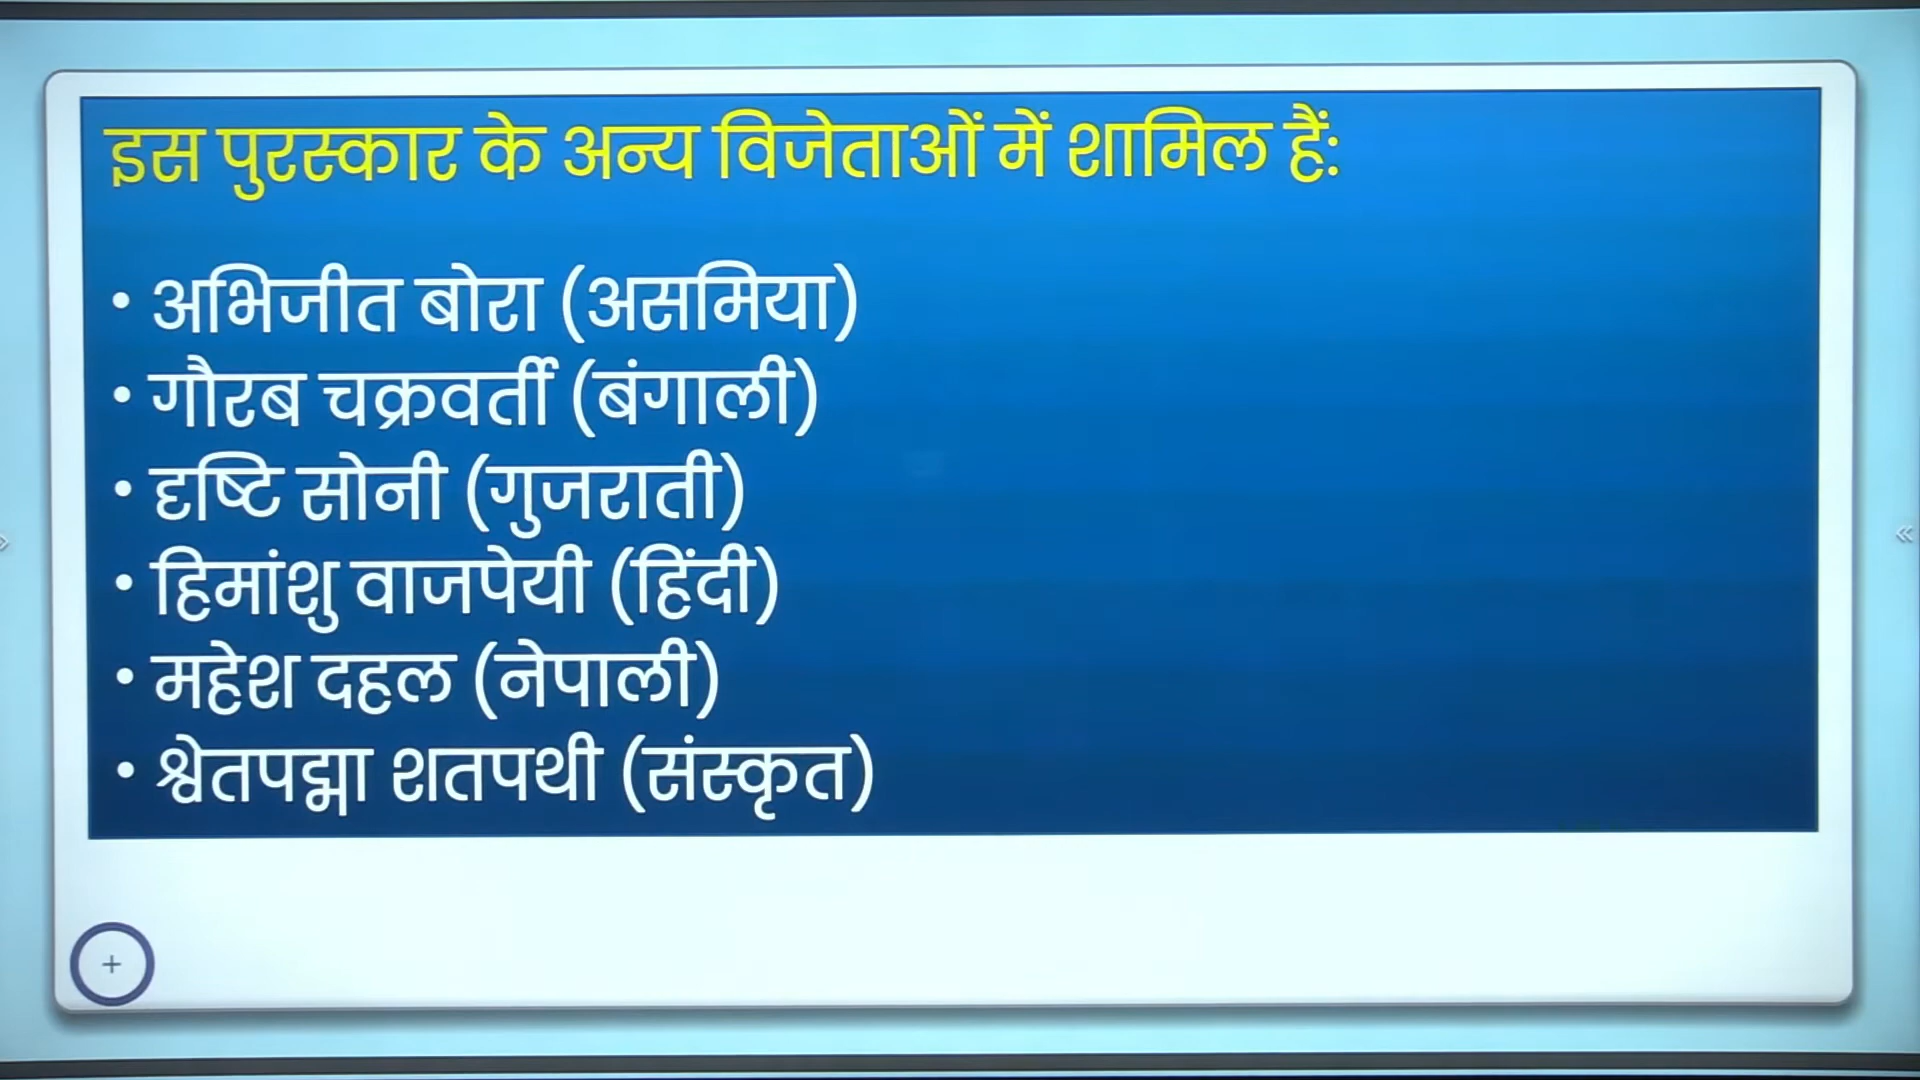 इस पुरस्कार के अन्य विजेताओं में शामिल हैं:
• अभिजीत बोरा (असमिया)
• गौरब चक्रवर्ती (बंगाली)
• दृष्टि सोनी (गुजराती)
• हिमांशु वाजपेयी (हिंदी)
• महेश दहल (नेपाली)
• श्वेतपद्मा शतपथी (संस्कृत)